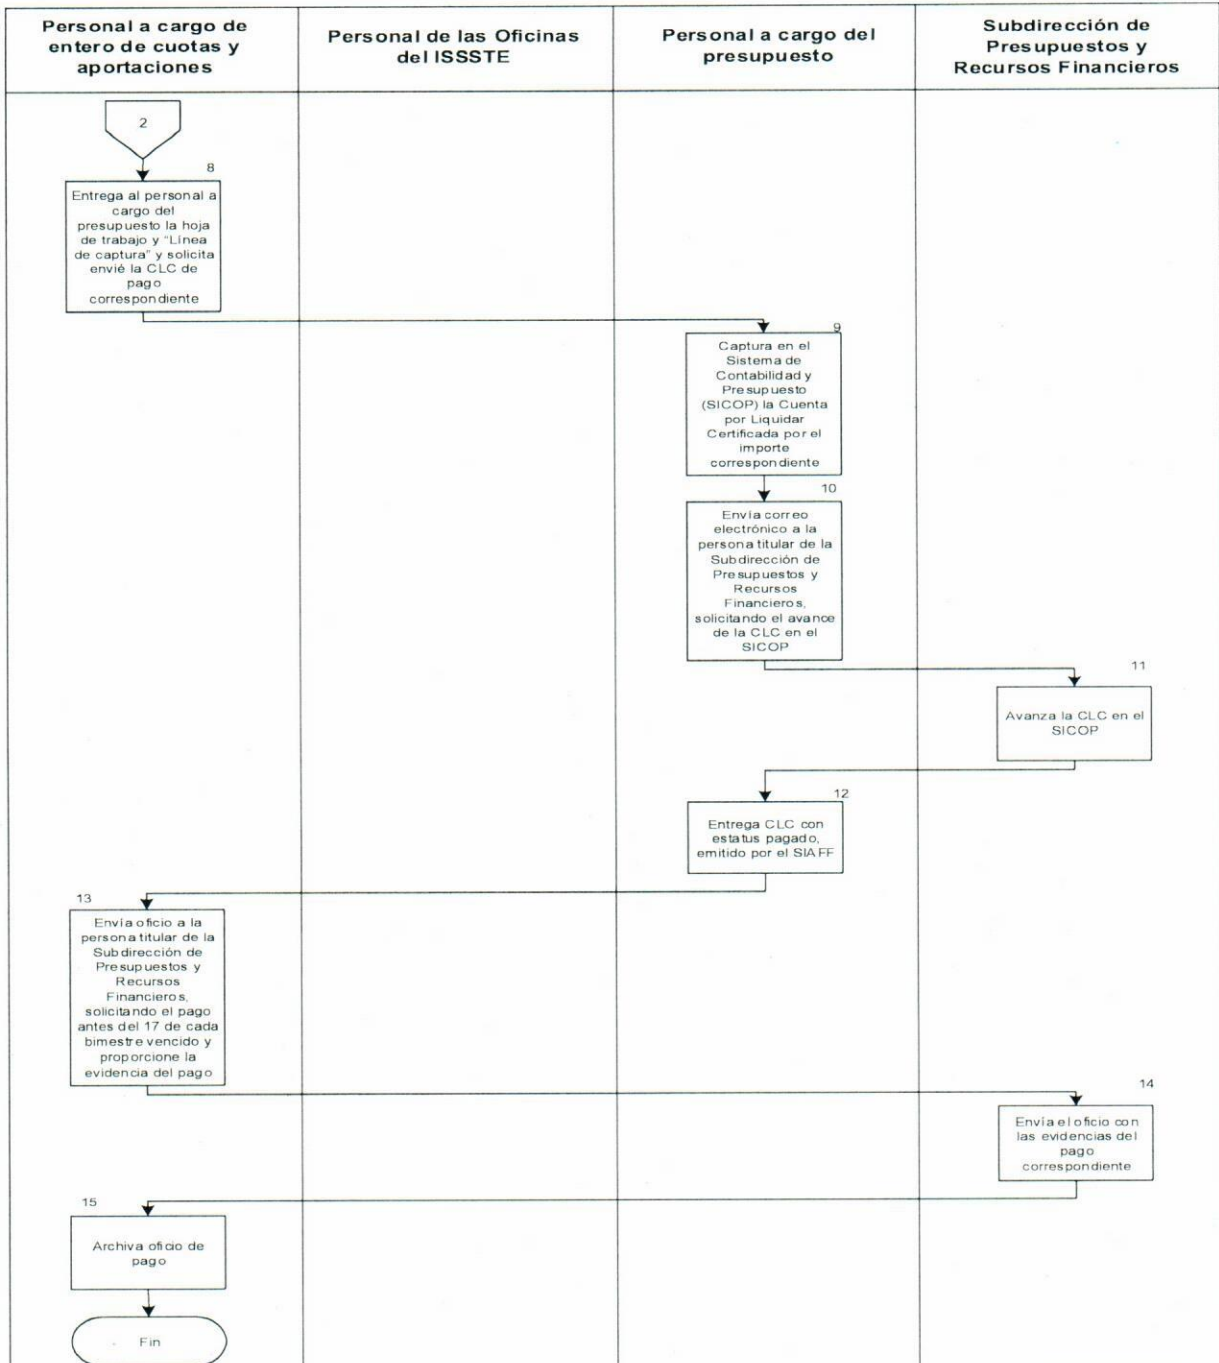 Personal a cargo de
entero de cuotas y
aportaciones
Personal de las Oficinas
del ISSSTE
Personal a cargo del
presupuesto
Subdirección de
Presupuestos y
Recursos Financieros
2
8
Entrega al personal a
cargo del
presupuesto la hoja
de trabajo y "Línea
de captura" y solicita
envié la CLC de
pago
correspondiente
9
Captura en el
Sistema de
Contabilidad y
Presupuesto
(SICOP) la Cuenta
por Liquidar
Certificada por el
importe
correspondiente
10
Envía correo
electrónico a la
persona titular de la
Subdirección de
Presupuestos y
Recursos
Financieros,
solicitando el avance
de la CLC en el
SICOP
11
Avanza la CLC en el
SICOP
12
Entrega CLC con
estatus pagado,
emitido por el SIAFF
13
Envía oficio a la
persona titular de la
Subdirección de
Presupuestos y
Recursos
Financieros,
solicitando el pago
antes del 17 de cada
bimestre vencido y
proporcione la
evidencia del pago
14
Envía el oficio con
las evidencias del
pago
correspondiente
15
Archiva oficio de
pago
Fin